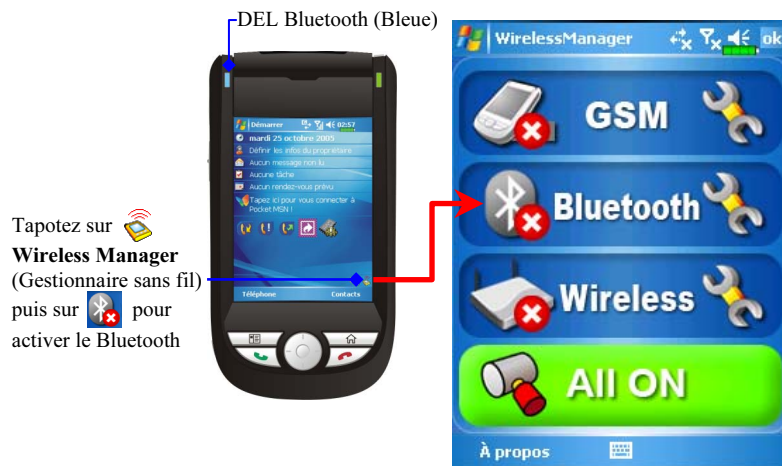 DEL Bluetooth (Bleue)
Tapotez sur
Wireless Manager
(Gestionnaire sans fil)
puis sur pour
activer le Bluetooth
Démarrer 02:57
mardi 25 octobre 2005
Définir les infos du propriétaire
Aucun message non lu
Aucune tâche
Aucun rendez-vous prévu
Tapez ici pour vous connecter à
Pocket MSN !
Téléphone Contacts
WirelessManager ok
GSM
Bluetooth
Wireless
All ON
À propos